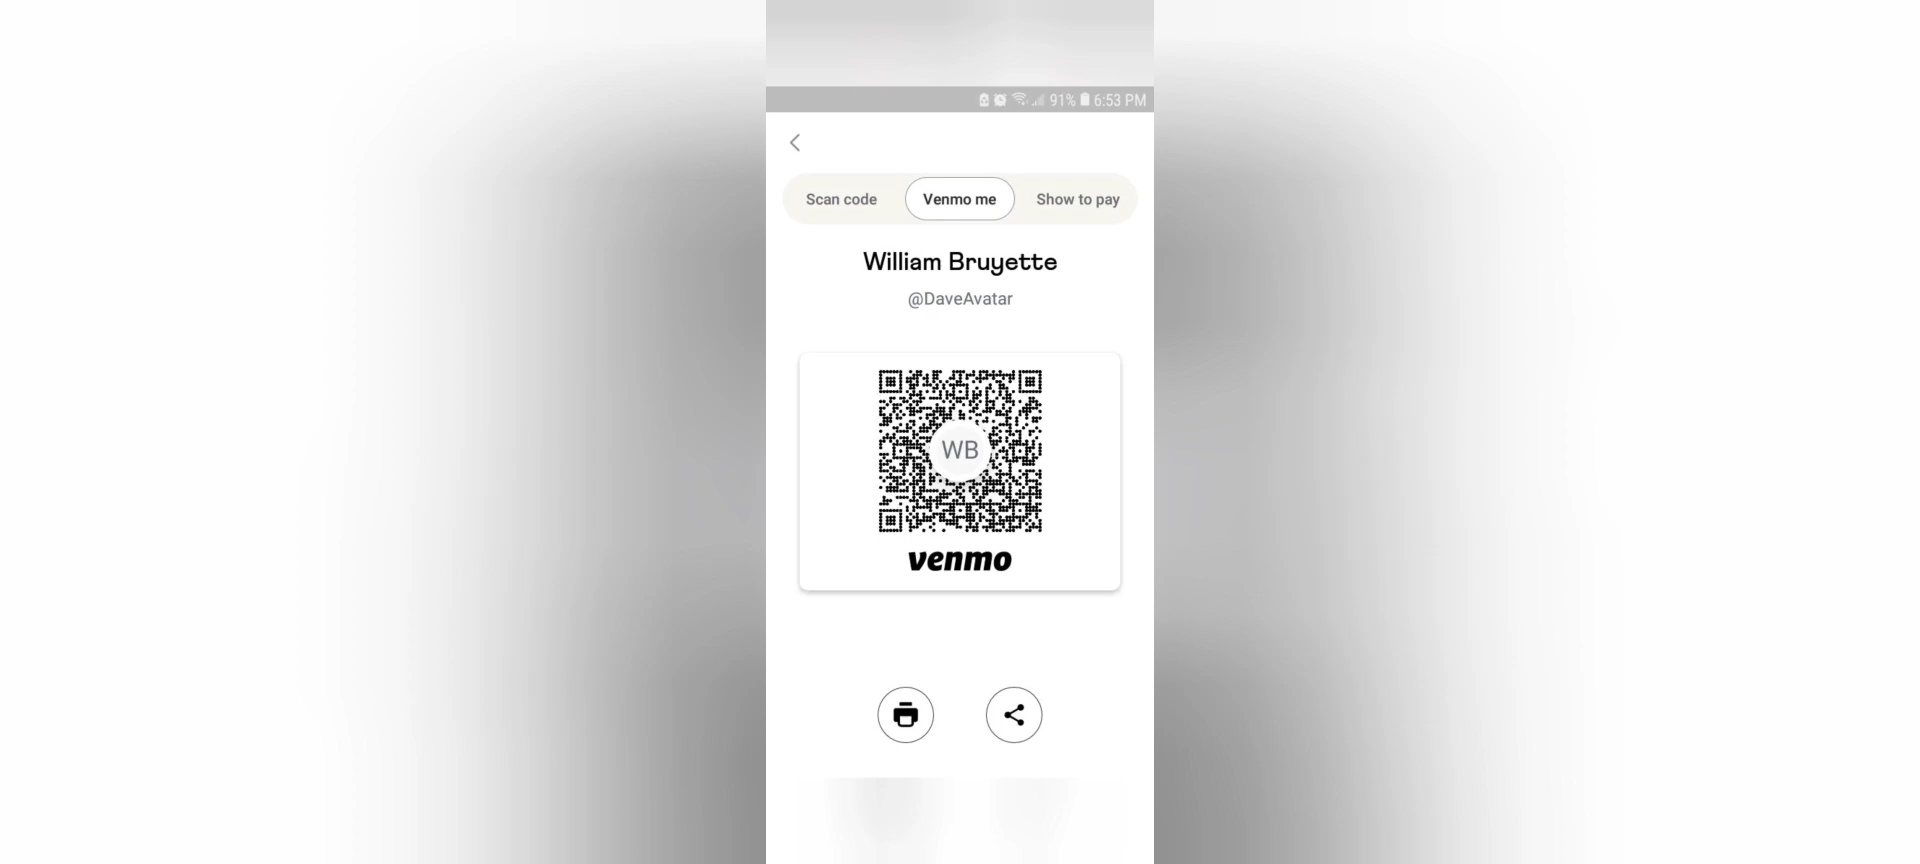 91% 6:53 PM
Scan code Venmo me Show to pay
William Bruyette
@DaveAvatar
WB
venmo